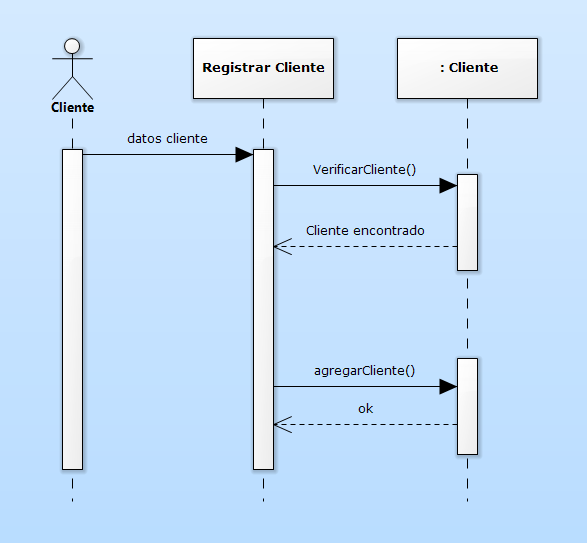 Cliente
Registrar Cliente
: Cliente
datos cliente
VerificarCliente()
Cliente encontrado
agregarCliente()
ok